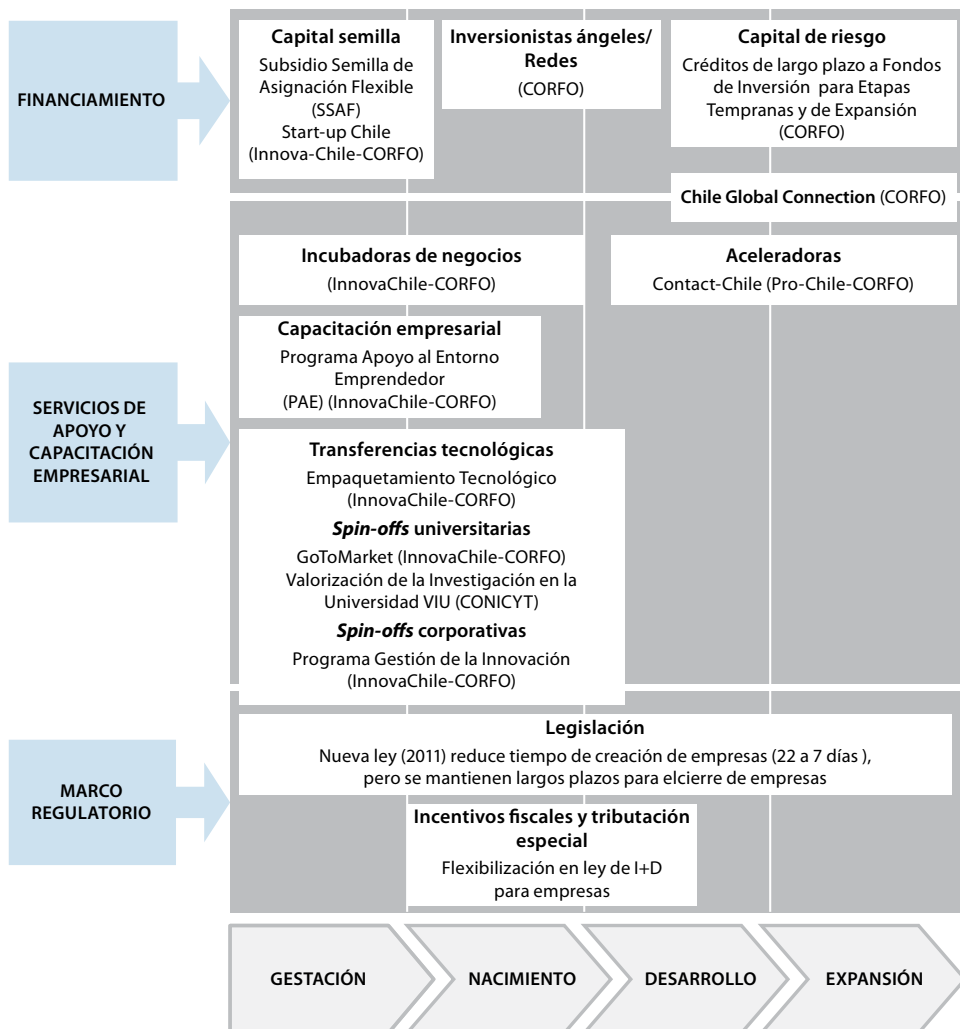 FINANCIAMIENTO
Capital semilla
Subsidio Semilla de
Asignación Flexible
(SSAF)
Start-up Chile
(Innova-Chile-CORFO)
Inversionistas ángeles/
Redes
(CORFO)
Capital de riesgo
Créditos de largo plazo a Fondos
de Inversión para Etapas
Tempranas y de Expansión
(CORFO)
Chile Global Connection (CORFO)
SERVICIOS DE
APOYO Y
CAPACITACIÓN
EMPRESARIAL
Incubadoras de negocios
(InnovaChile-CORFO)
Aceleradoras
Contact-Chile (Pro-Chile-CORFO)
Capacitación empresarial
Programa Apoyo al Entorno
Emprendedor
(PAE) (InnovaChile-CORFO)
Transferencias tecnológicas
Empaquetamiento Tecnológico
(InnovaChile-CORFO)
Spin-offs universitarias
GoToMarket (InnovaChile-CORFO)
Valorización de la Investigación en la
Universidad VIU (CONICYT)
Spin-offs corporativas
Programa Gestión de la Innovación
(InnovaChile-CORFO)
MARCO
REGULATORIO
Legislación
Nueva ley (2011) reduce tiempo de creación de empresas (22 a 7 días ),
pero se mantienen largos plazos para elcierre de empresas
Incentivos fiscales y tributación
especial
Flexibilización en ley de I+D
para empresas
GESTACIÓN
NACIMIENTO
DESARROLLO
EXPANSIÓN